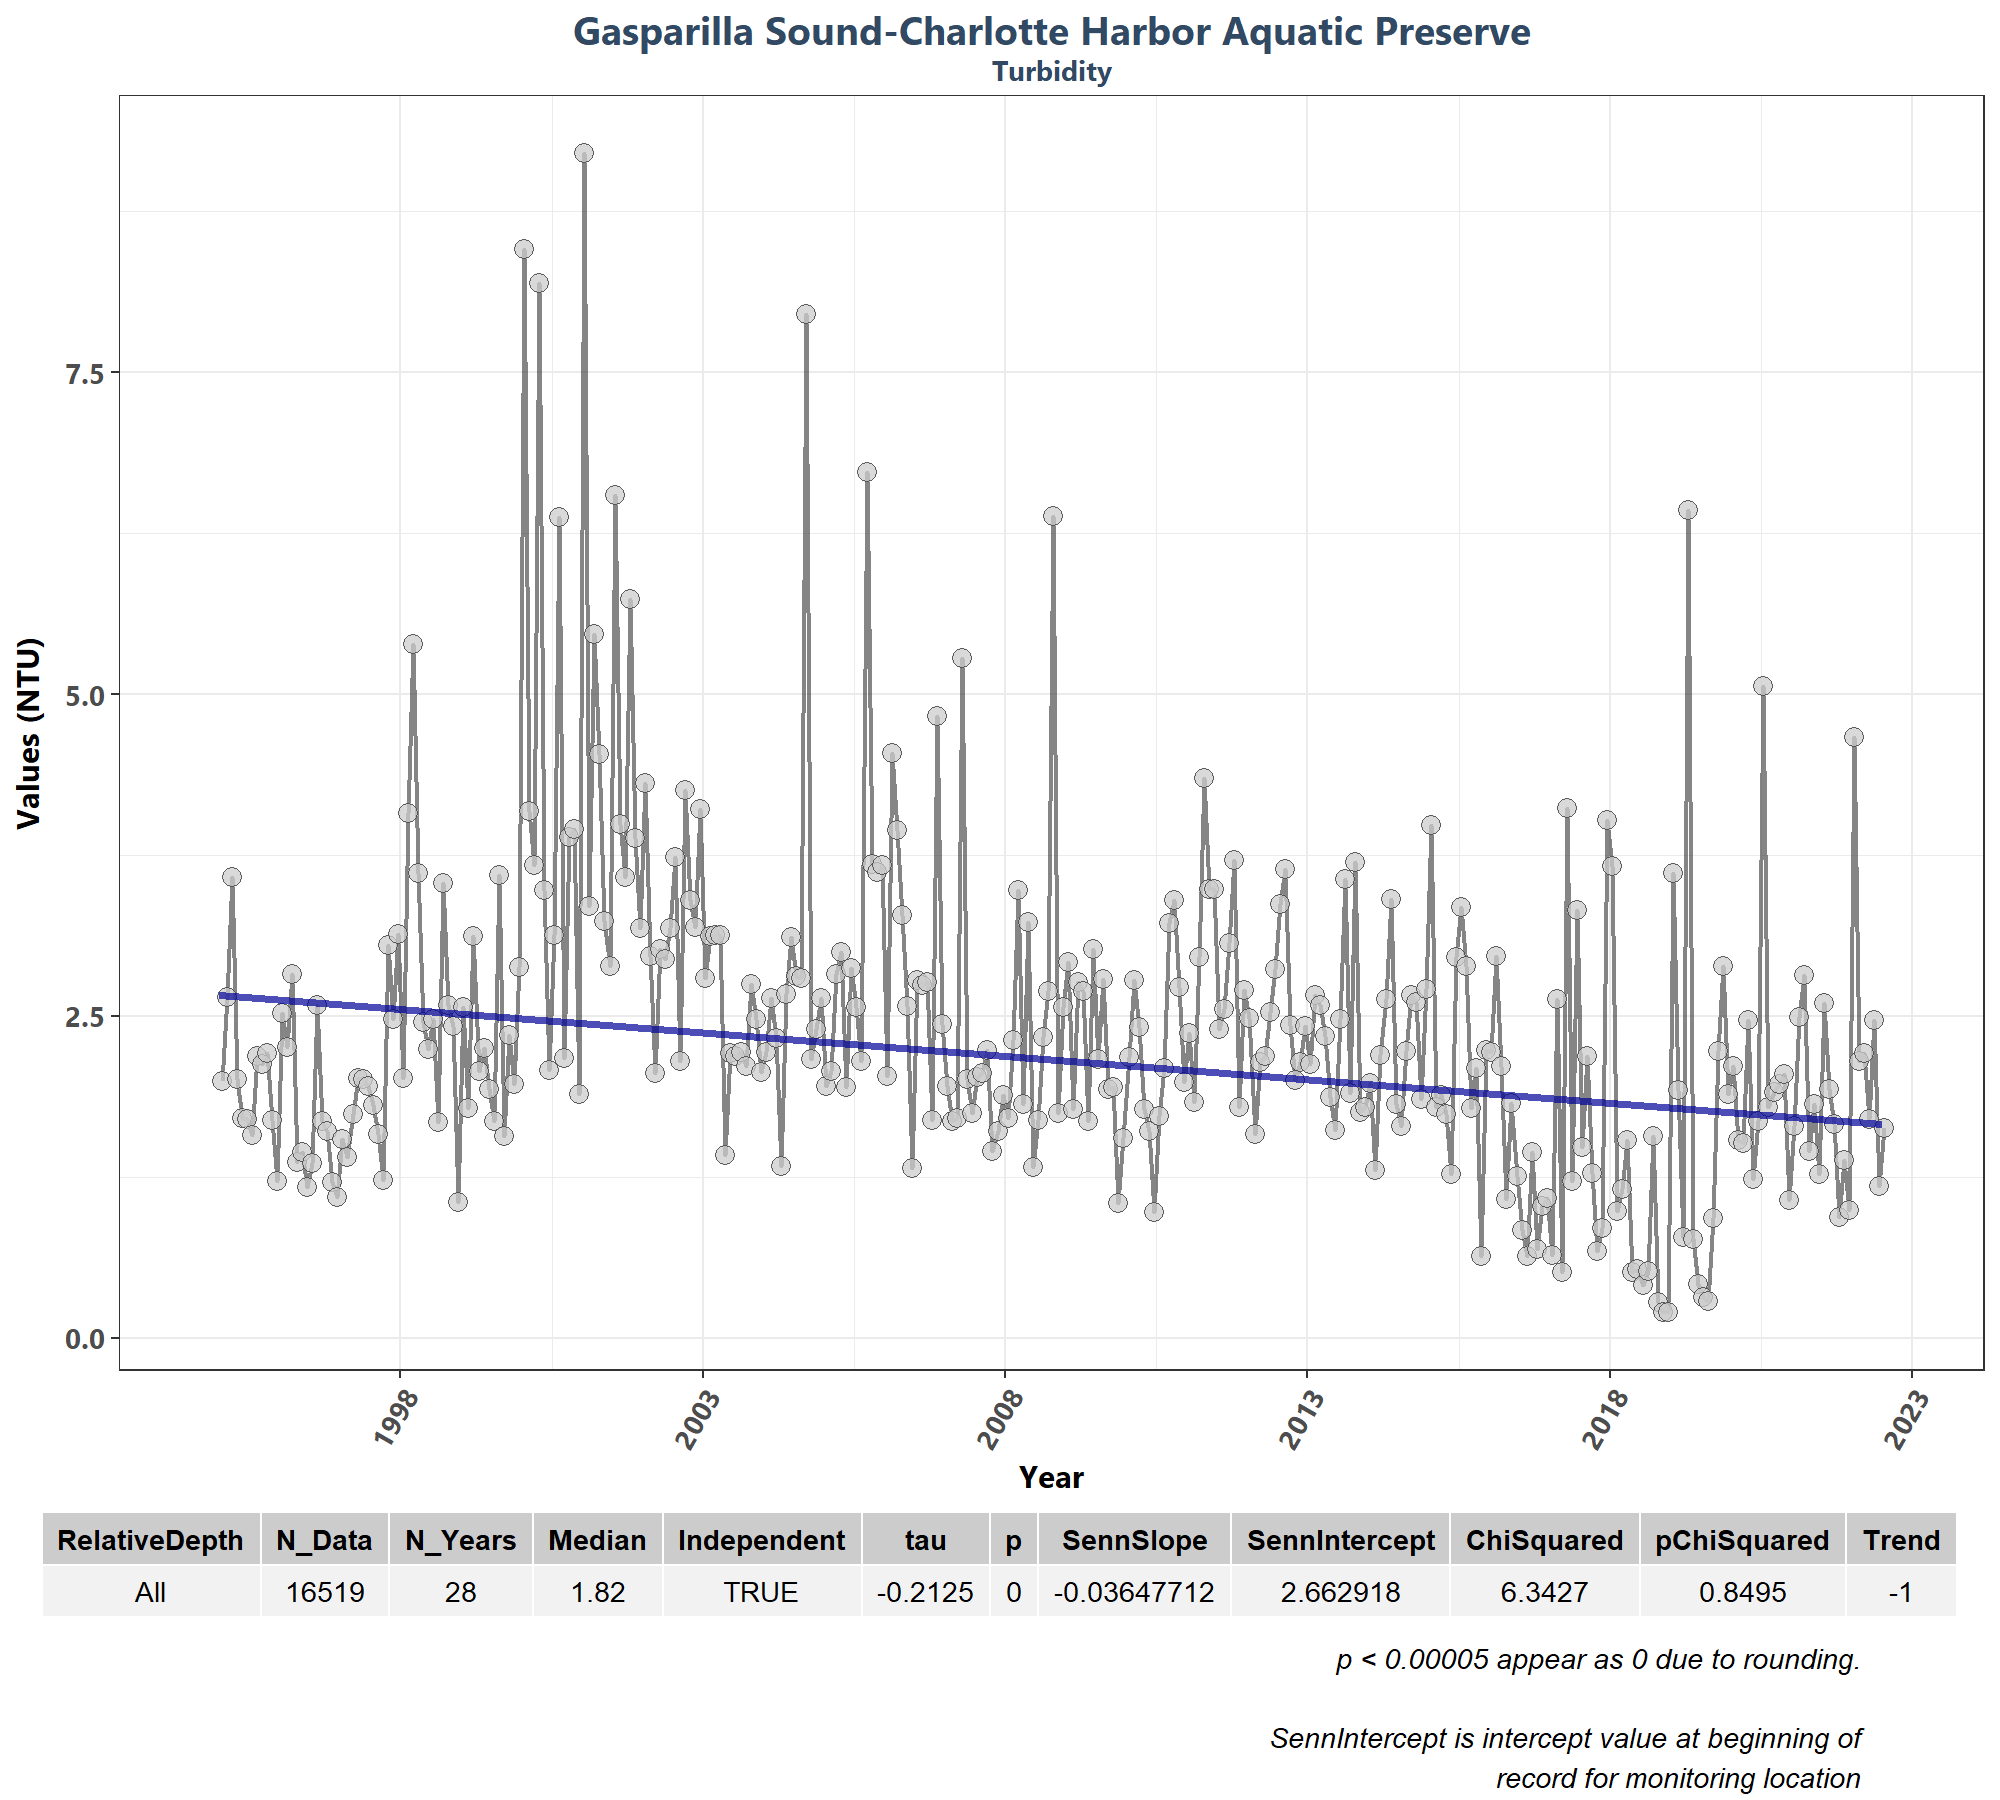 Gasparilla Sound-Charlotte Harbor Aquatic Preserve
Turbidity
Values (NTU)
7.5
5.0
2.5
0.0
1998 2003 2008 2013 2018 2023
Year
RelativeDepth N_Data N_Years Median Independent tau p SennSlope SennIntercept ChiSquared pChiSquared Trend
All 16519 28 1.82 TRUE -0.2125 0 -0.03647712 2.662918 6.3427 0.8495 -1
p < 0.00005 appear as 0 due to rounding.
SennIntercept is intercept value at beginning of
record for monitoring location